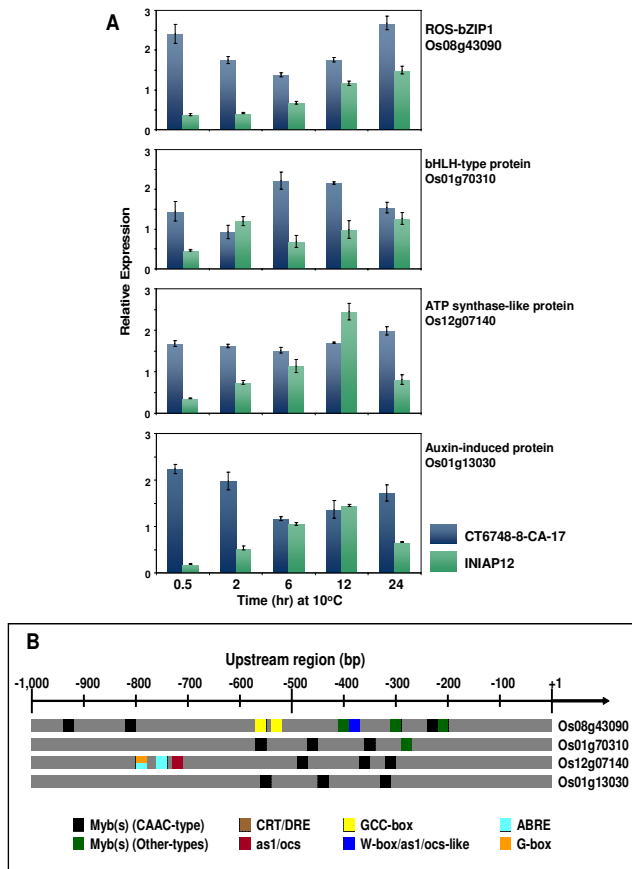 A
ROS-bZIP1
Os08g43090
3
2
1
0
bHLH-type protein
Os01g70310
3
2
1
0
Relative Expression
ATP synthase-like protein
Os12g07140
3
2
1
0
Auxin-induced protein
Os01g13030
3
2
1
0
CT6748-8-CA-17
INIAP12
0.5 2 6 12 24
Time (hr) at 10°C
B
Upstream region (bp)
-1,000 -900 -800 -700 -600 -500 -400 -300 -200 -100 +1
Os08g43090
Os01g70310
Os12g07140
Os01g13030
Myb(s) (CAAC-type) CRT/DRE GCC-box ABRE
Myb(s) (Other-types) as1/ocs W-box/as1/ocs-like G-box